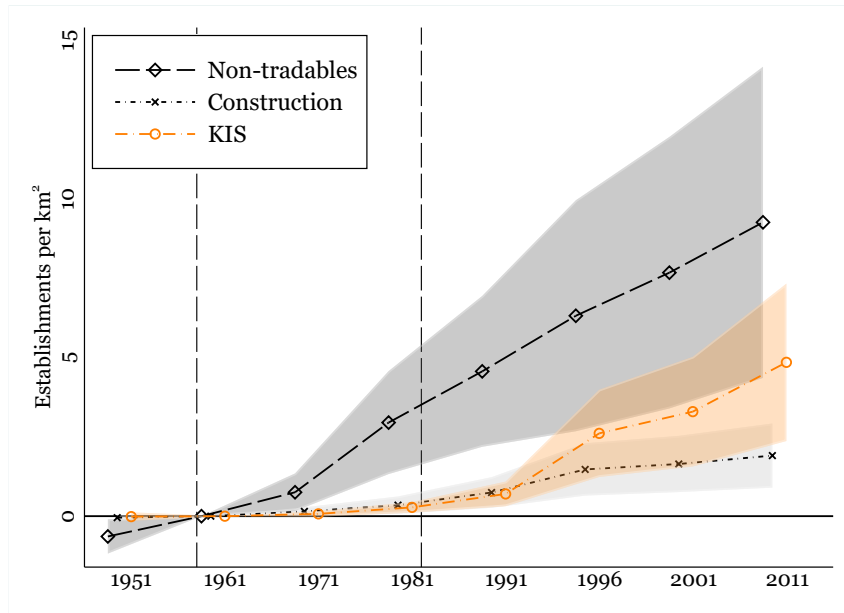 15
10
5
0
Establishments per km²
Non-tradables
Construction
KIS
1951 1961 1971 1981 1991 1996 2001 2011